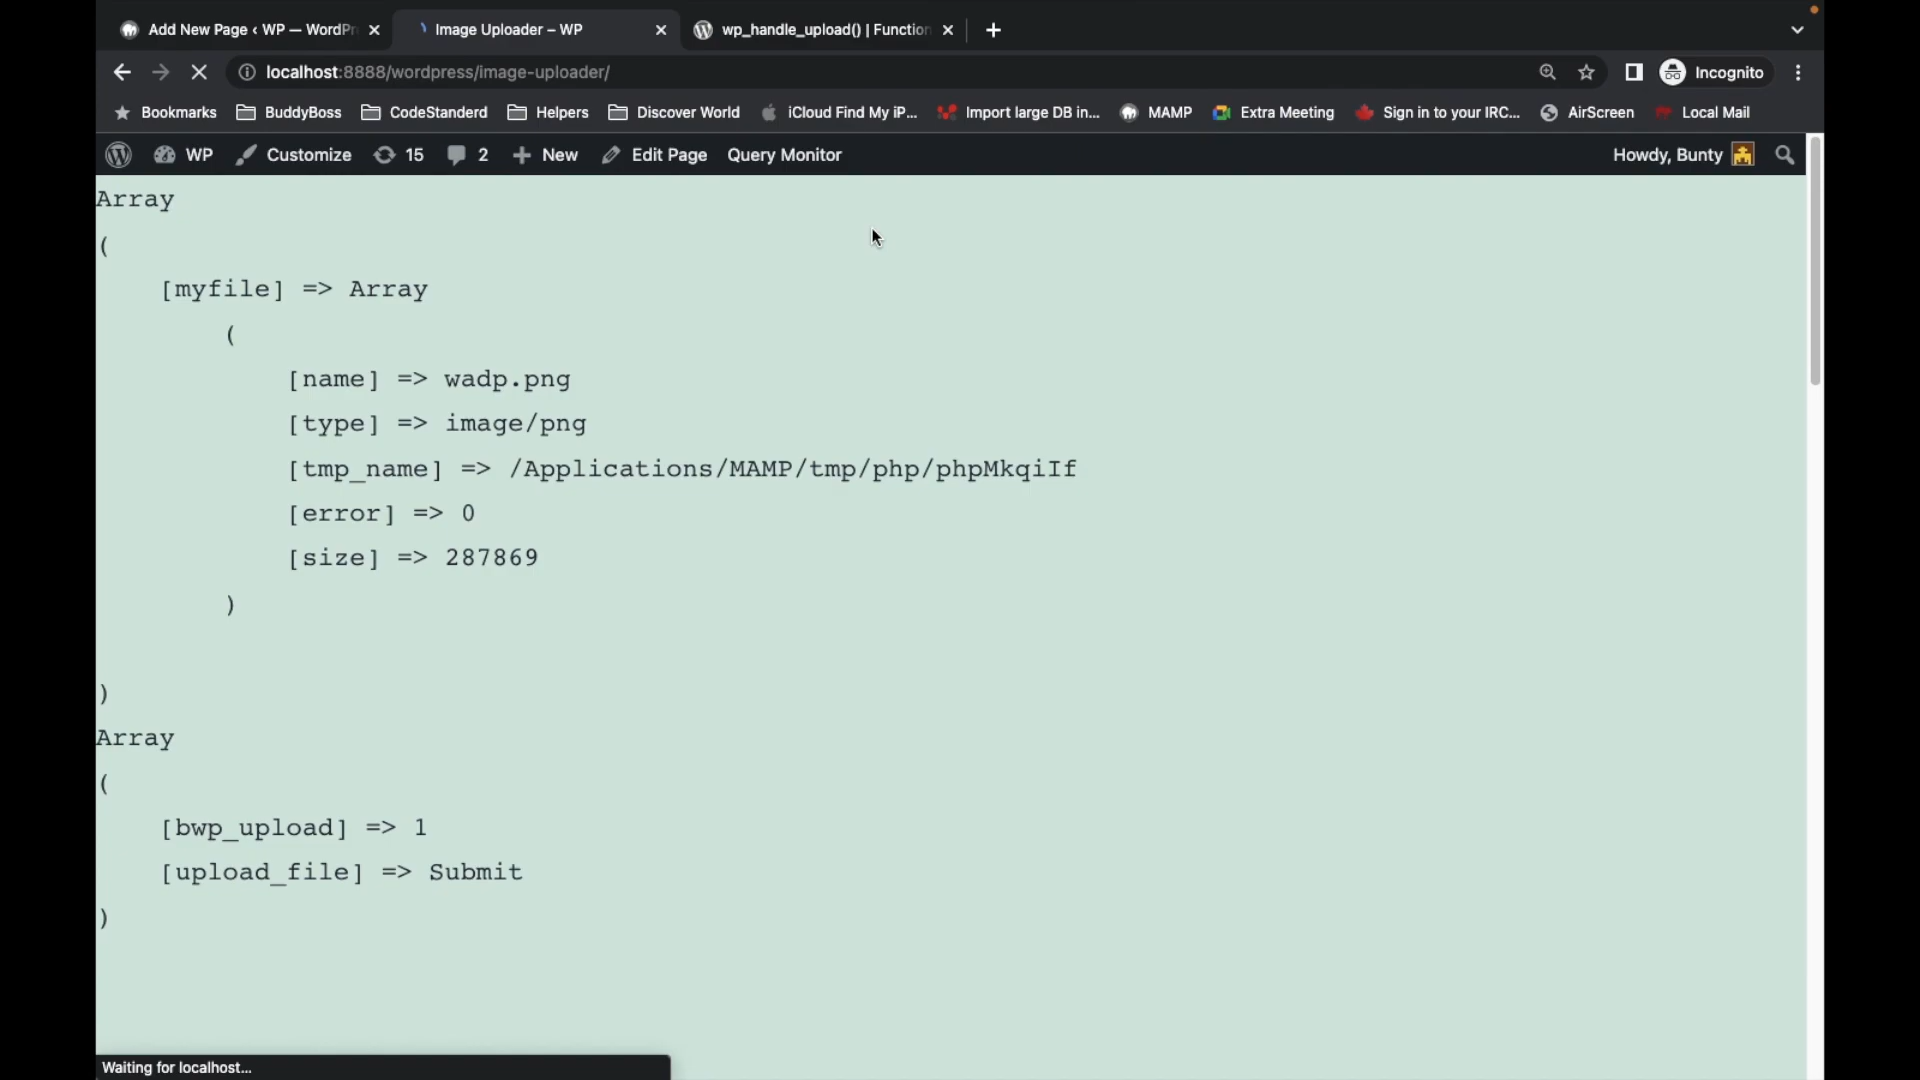 Add New Page ‹ WP — WordPr
Image Uploader – WP
wp_handle_upload() | Function
localhost:8888/wordpress/image-uploader/
Incognito
Bookmarks BuddyBoss CodeStanderd Helpers Discover World iCloud Find My iP... Import large DB in... MAMP Extra Meeting Sign in to your IRC... AirScreen Local Mail
WP Customize 15 2 New Edit Page Query Monitor Howdy, Bunty
Array
(
[myfile] => Array
(
[name] => wadp.png
[type] => image/png
[tmp_name] => /Applications/MAMP/tmp/php/phpMkqiIf
[error] => 0
[size] => 287869
)
)
Array
(
[bwp_upload] => 1
[upload_file] => Submit
)
Waiting for localhost...